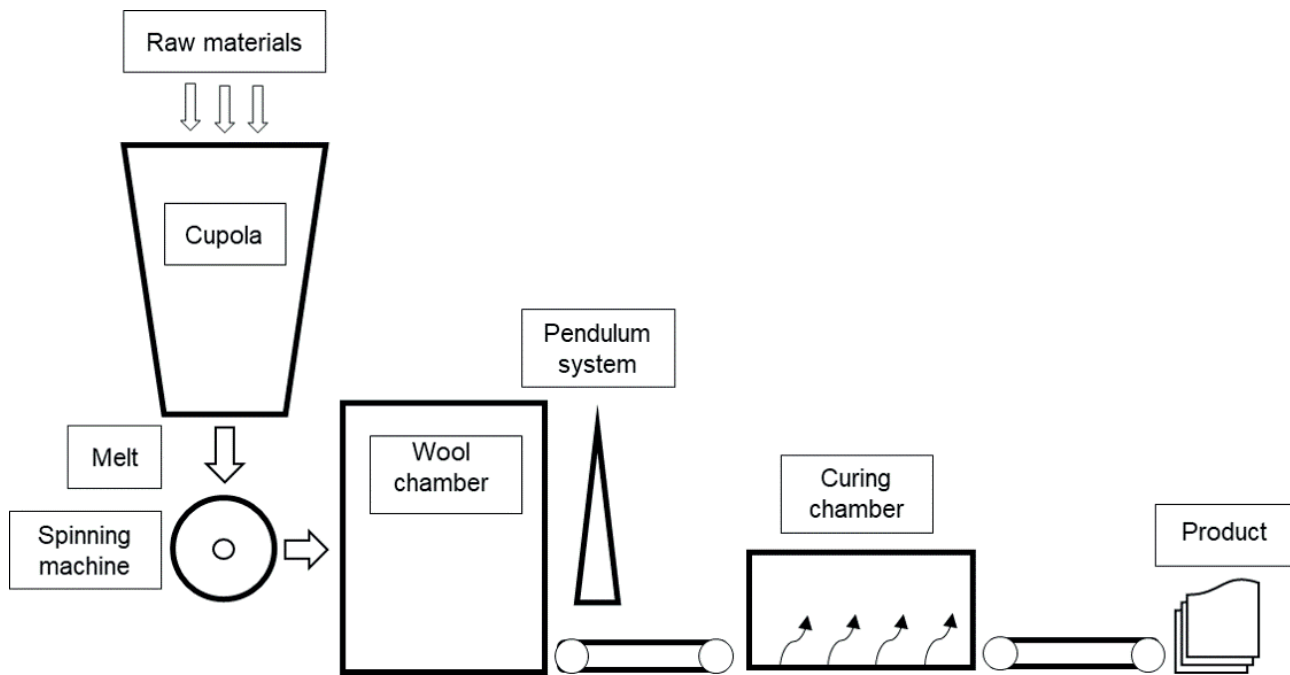 Raw materials
Cupola
Melt
Spinning
machine
Wool
chamber
Pendulum
system
Curing
chamber
Product